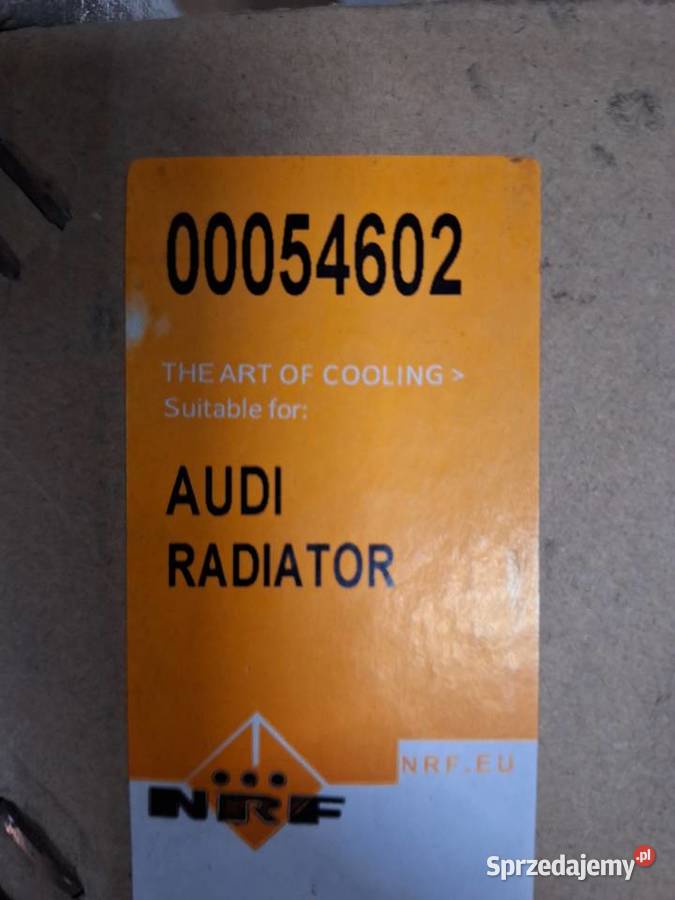 00054602
THE ART OF COOLING >
Suitable for:
AUDI
RADIATOR
NRF.EU
NRF
Sprzedajemy.pl